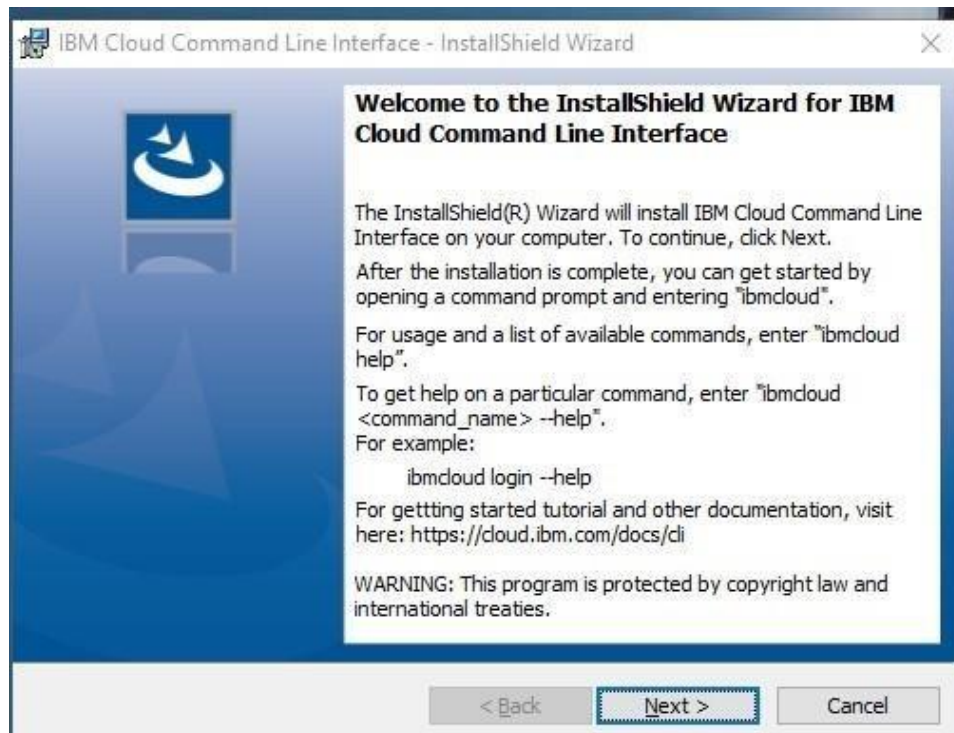 IBM Cloud Command Line Interface - InstallShield Wizard
Welcome to the InstallShield Wizard for IBM
Cloud Command Line Interface
The InstallShield(R) Wizard will install IBM Cloud Command Line
Interface on your computer. To continue, click Next.
After the installation is complete, you can get started by
opening a command prompt and entering "ibmcloud".
For usage and a list of available commands, enter "ibmcloud
help”.
To get help on a particular command, enter "ibmcloud
<command_name> --help".
For example:
ibmcloud login --help
For gettting started tutorial and other documentation, visit
here: https://cloud.ibm.com/docs/cli
WARNING: This program is protected by copyright law and
international treaties.
< Back
Next >
Cancel